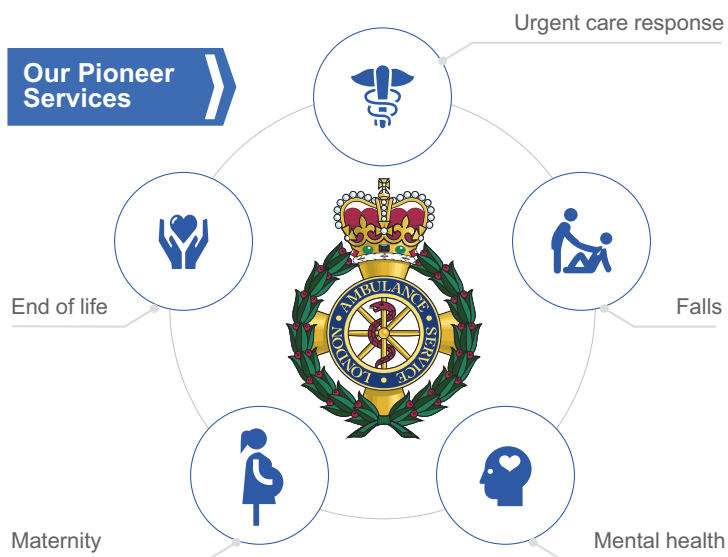 Urgent care response
Our Pioneer
Services
End of life
Falls
LONDON • AMBULANCE • SERVICE
Maternity
Mental health